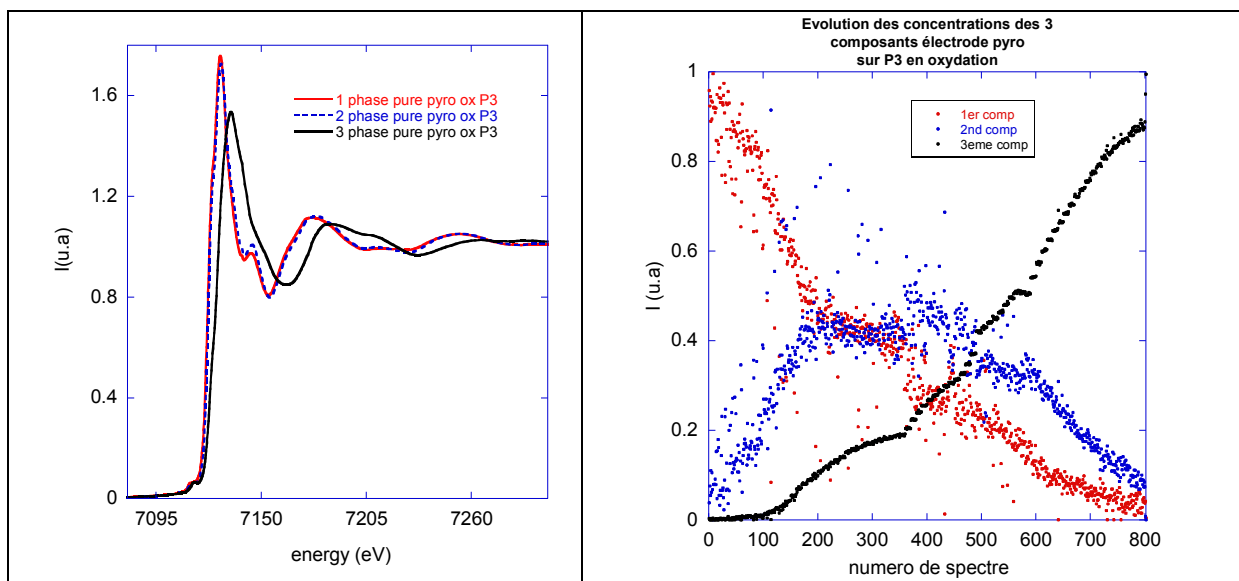 I(u.a)
1.6
1.2
0.8
0.4
0
7095 7150 7205 7260
energy (eV)
1 phase pure pyro ox P3
2 phase pure pyro ox P3
3 phase pure pyro ox P3
Evolution des concentrations des 3
composants électrode pyro
sur P3 en oxydation
I (u.a)
1
0.8
0.6
0.4
0.2
0
0 100 200 300 400 500 600 700 800
numero de spectre
1er comp
2nd comp
3eme comp